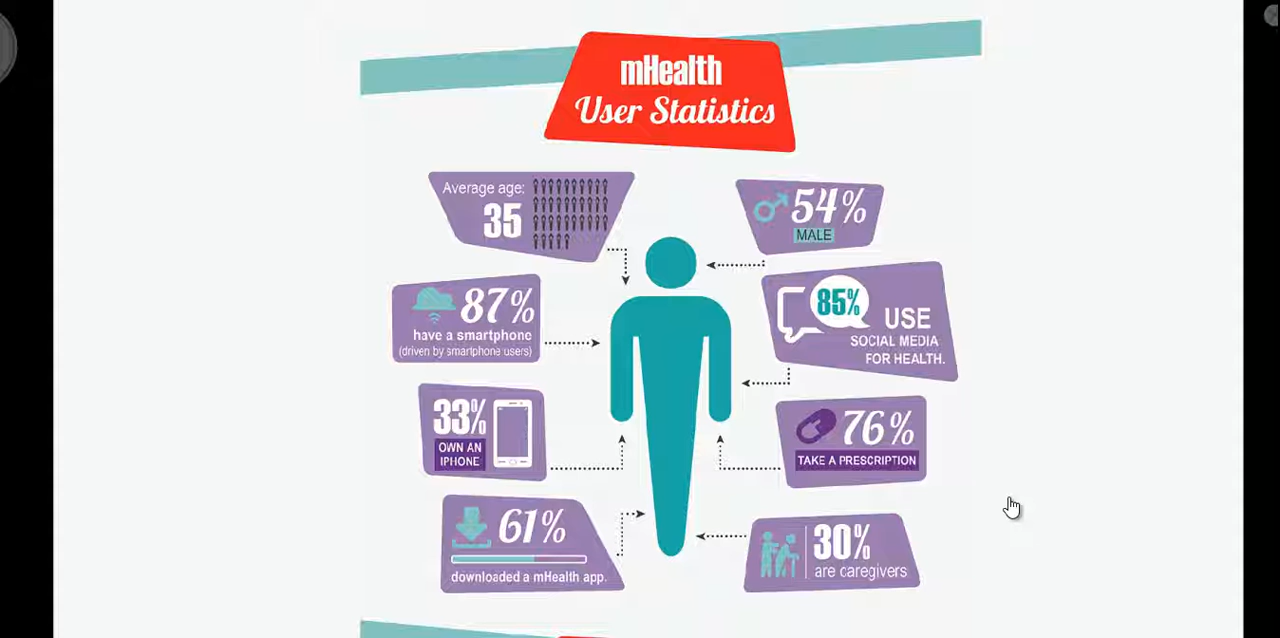 mHealth
User Statistics
Average age:
35
54%
MALE
87%
have a smartphone
(driven by smartphone users)
85%
USE
SOCIAL MEDIA
FOR HEALTH.
33%
OWN AN
IPHONE
76%
TAKE A PRESCRIPTION
61%
downloaded a mHealth app.
30%
are caregivers